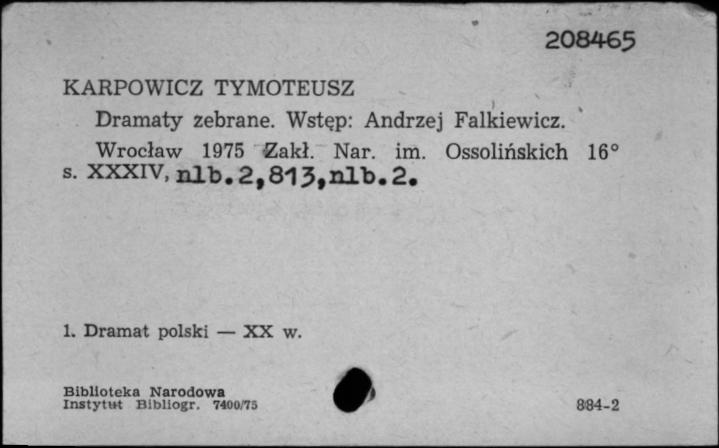 208465
KARPOWICZ TYMOTEUSZ
Dramaty zebrane. Wstęp: Andrzej Falkiewicz.
Wrocław 1975 Zakł. Nar. im. Ossolińskich 16°
s. XXXIV, nlb.2,813,nlb.2.
1. Dramat polski — XX w.
Biblioteka Narodowa
Instytut Bibliogr. 7400/75
884-2